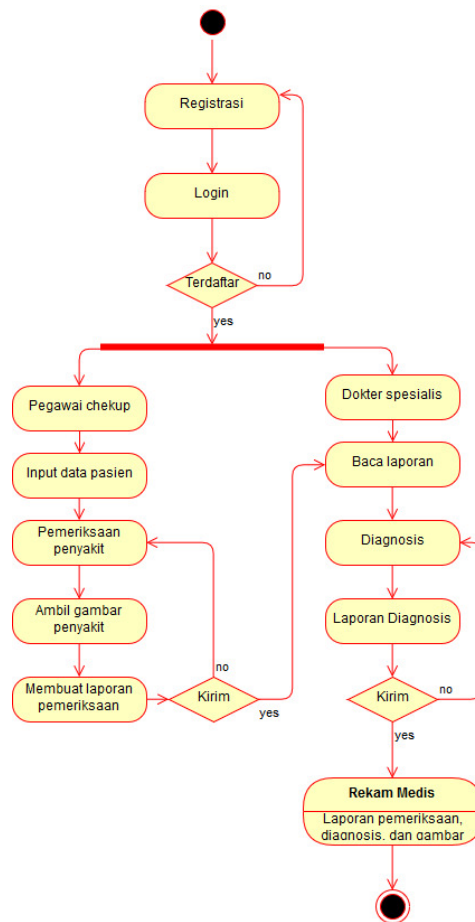 Registrasi
Login
Terdaftar
no
yes
Pegawai chekup
Input data pasien
Pemeriksaan
penyakit
Ambil gambar
penyakit
Membuat laporan
pemeriksaan
Kirim
no
yes
Dokter spesialis
Baca laporan
Diagnosis
Laporan Diagnosis
Kirim
no
yes
Rekam Medis
Laporan pemeriksaan,
diagnosis, dan gambar